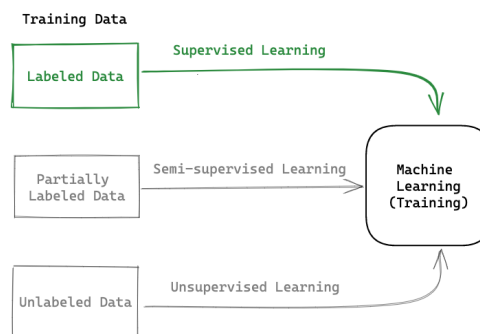 Training Data
Supervised Learning
Labeled Data
Semi-supervised Learning
Partially
Labeled Data
Machine
Learning
(Training)
Unsupervised Learning
Unlabeled Data